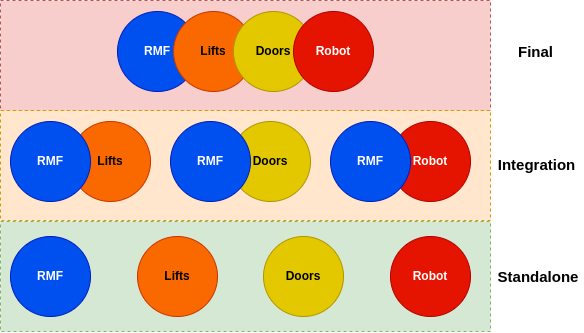 RMF Lifts Doors Robot Final
RMF Lifts RMF Doors RMF Robot Integration
RMF Lifts Doors Robot Standalone